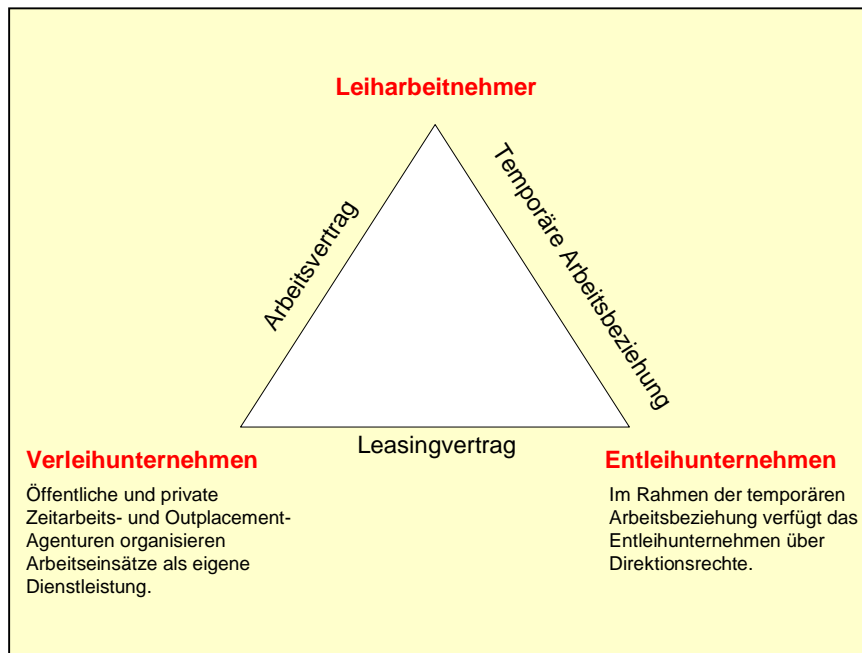 Leiharbeitnehmer
Arbeitsvertrag
Temporäre Arbeitsbeziehung
Leasingvertrag
Verleihunternehmen
Öffentliche und private
Zeitarbeits- und Outplacement-
Agenturen organisieren
Arbeitseinsätze als eigene
Dienstleistung.
Entleihunternehmen
Im Rahmen der temporären
Arbeitsbeziehung verfügt das
Entleihunternehmen über
Direktionsrechte.